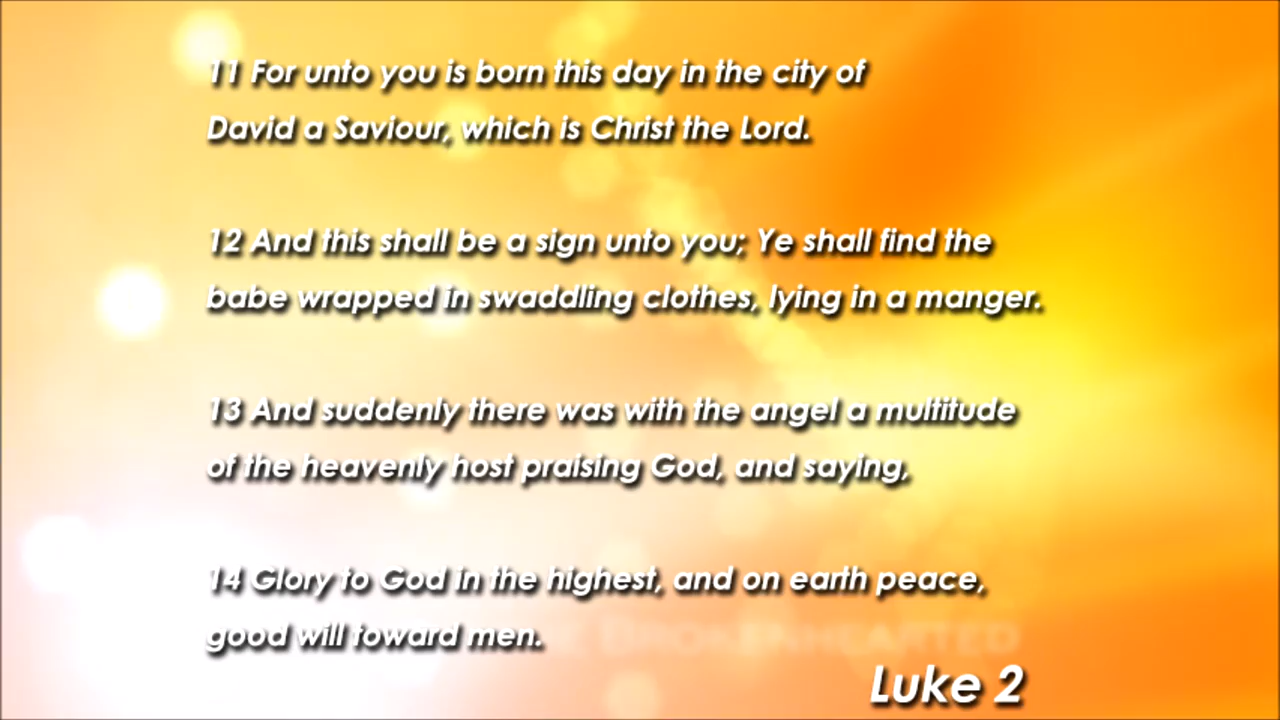 11 For unto you is born this day in the city of
David a Saviour, which is Christ the Lord.
12 And this shall be a sign unto you; Ye shall find the
babe wrapped in swaddling clothes, lying in a manger.
13 And suddenly there was with the angel a multitude
of the heavenly host praising God, and saying,
14 Glory to God in the highest, and on earth peace,
good will toward men.
Luke 2